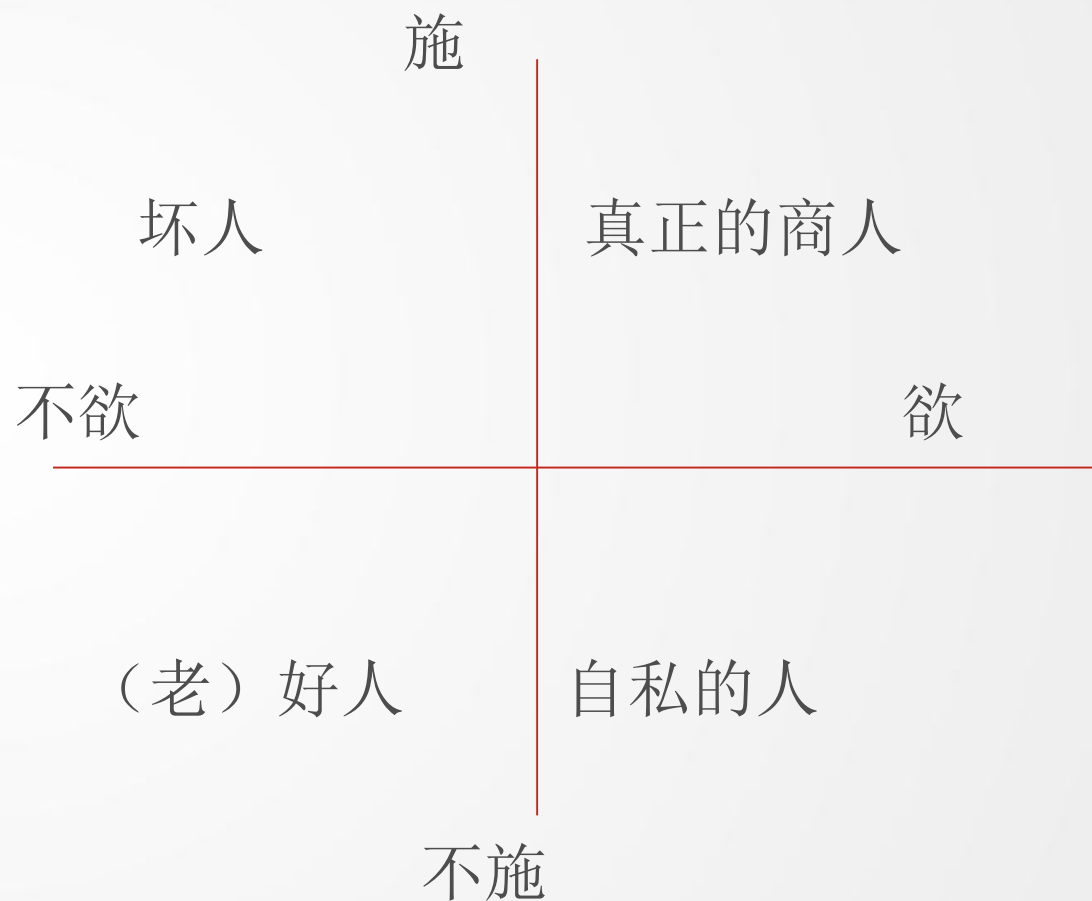 施
坏人
真正的商人
不欲
欲
（老）好人
自私的人
不施